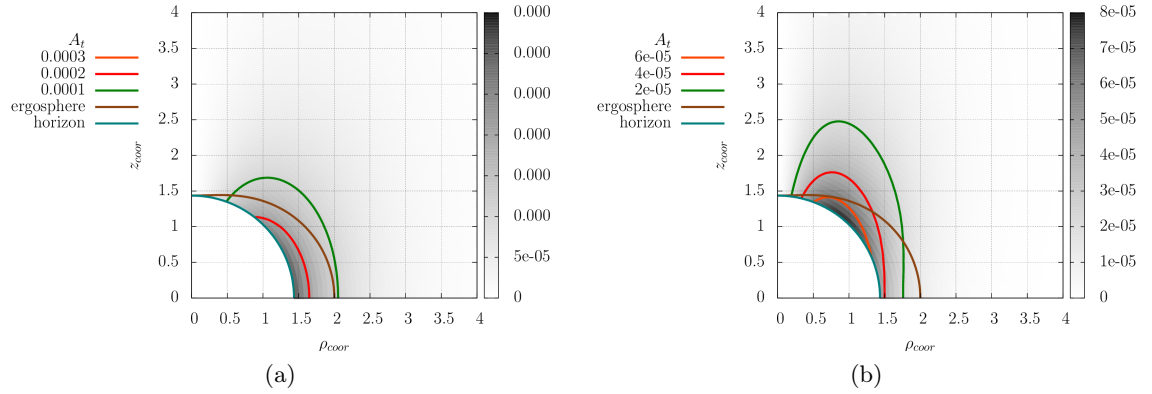 A_t
0.0003
0.0002
0.0001
ergosphere
horizon
z_coor
4
3.5
3
2.5
2
1.5
1
0.5
0
0 0.5 1 1.5 2 2.5 3 3.5 4
ρ_coor
0.000
0.000
0.000
0.000
0.000
0.000
5e-05
0
(a)
A_t
6e-05
4e-05
2e-05
ergosphere
horizon
z_coor
4
3.5
3
2.5
2
1.5
1
0.5
0
0 0.5 1 1.5 2 2.5 3 3.5 4
ρ_coor
8e-05
7e-05
6e-05
5e-05
4e-05
3e-05
2e-05
1e-05
0
(b)